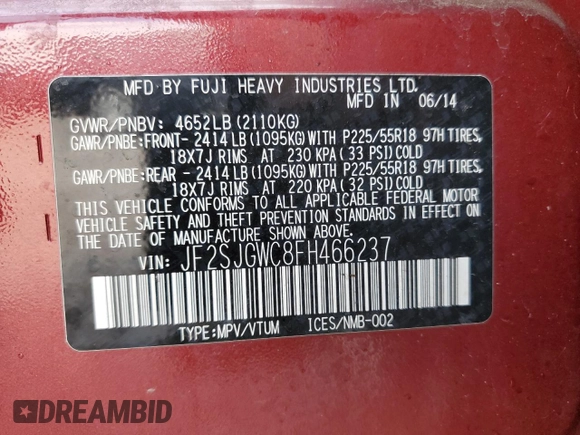 MFD BY FUJI HEAVY INDUSTRIES LTD.
MFD IN 06/14
GVWR/PNBV: 4652LB(2110KG)
GAWR/PNBE:FRONT- 2414LB(1095KG)WITH P225/55R18 97H TIRES,
18X7J RIMS AT 230 KPA(33 PSI)COLD
GAWR/PNBE:REAR - 2414LB(1095KG)WITH P225/55R18 97H TIRES,
18X7J RIMS AT 220 KPA(32 PSI)COLD
THIS VEHICLE CONFORMS TO ALL APPLICABLE FEDERAL MOTOR
VEHICLE SAFETY AND THEFT PREVENTION STANDARDS IN EFFECT ON
THE DATE OF MANUFACTURE SHOWN ABOVE.
VIN: JF2SJGWC8FH466237
TYPE:MPV/VTUM ICES/NMB-002
DREAMBID